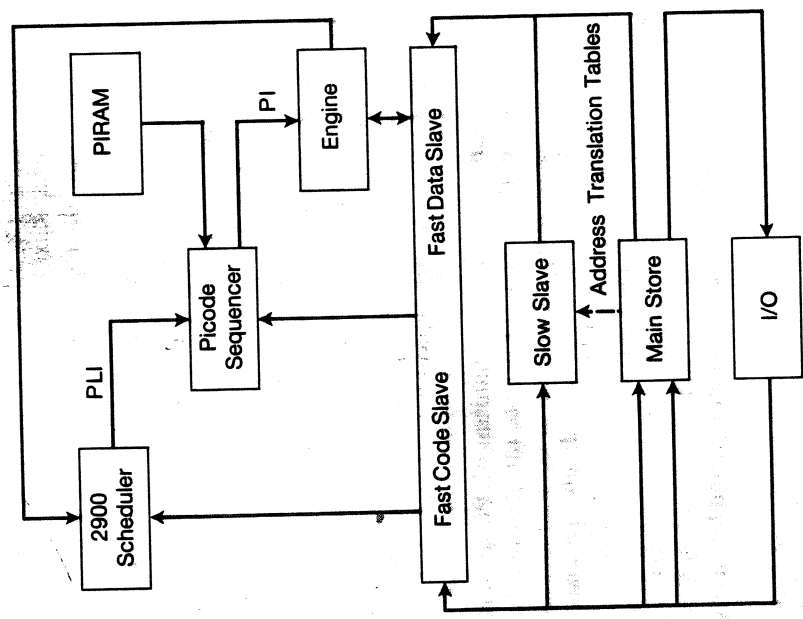 PIRAM
PI
Engine
PLI
Picode
Sequencer
2900
Scheduler
Fast Code Slave
Fast Data Slave
Slow Slave
Address Translation Tables
Main Store
I/O